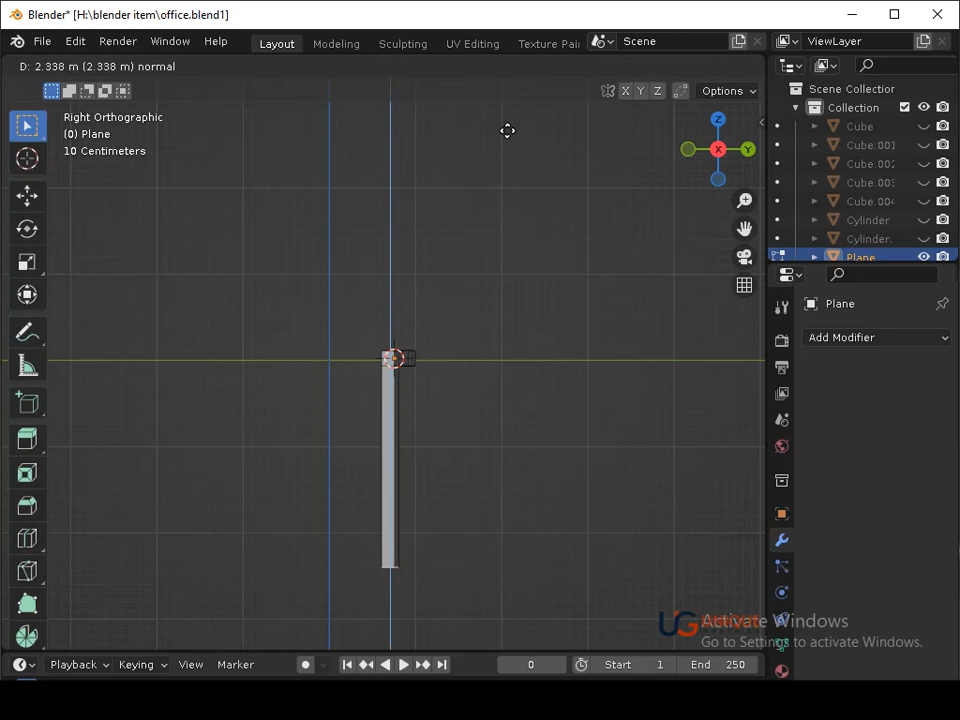 Blender* [H:\blender item\office.blend1]
File Edit Render Window Help Layout Modeling Sculpting UV Editing Texture Pai Scene ViewLayer
D: 2.338 m (2.338 m) normal
X Y Z Options
Scene Collection
Collection
Right Orthographic
(0) Plane
10 Centimeters
Z
X
Y
Cube
Cube.001
Cube.002
Cube.003
Cube.004
Cylinder
Cylinder.
Plane
Plane
Add Modifier
UG
Activate Windows
Go to Settings to activate Windows.
Playback Keying View Marker 0 Start 1 End 250